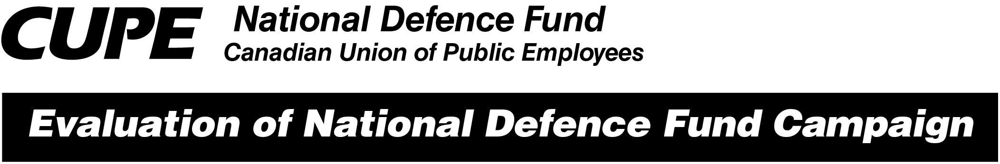 CUPE National Defence Fund
Canadian Union of Public Employees
Evaluation of National Defence Fund Campaign